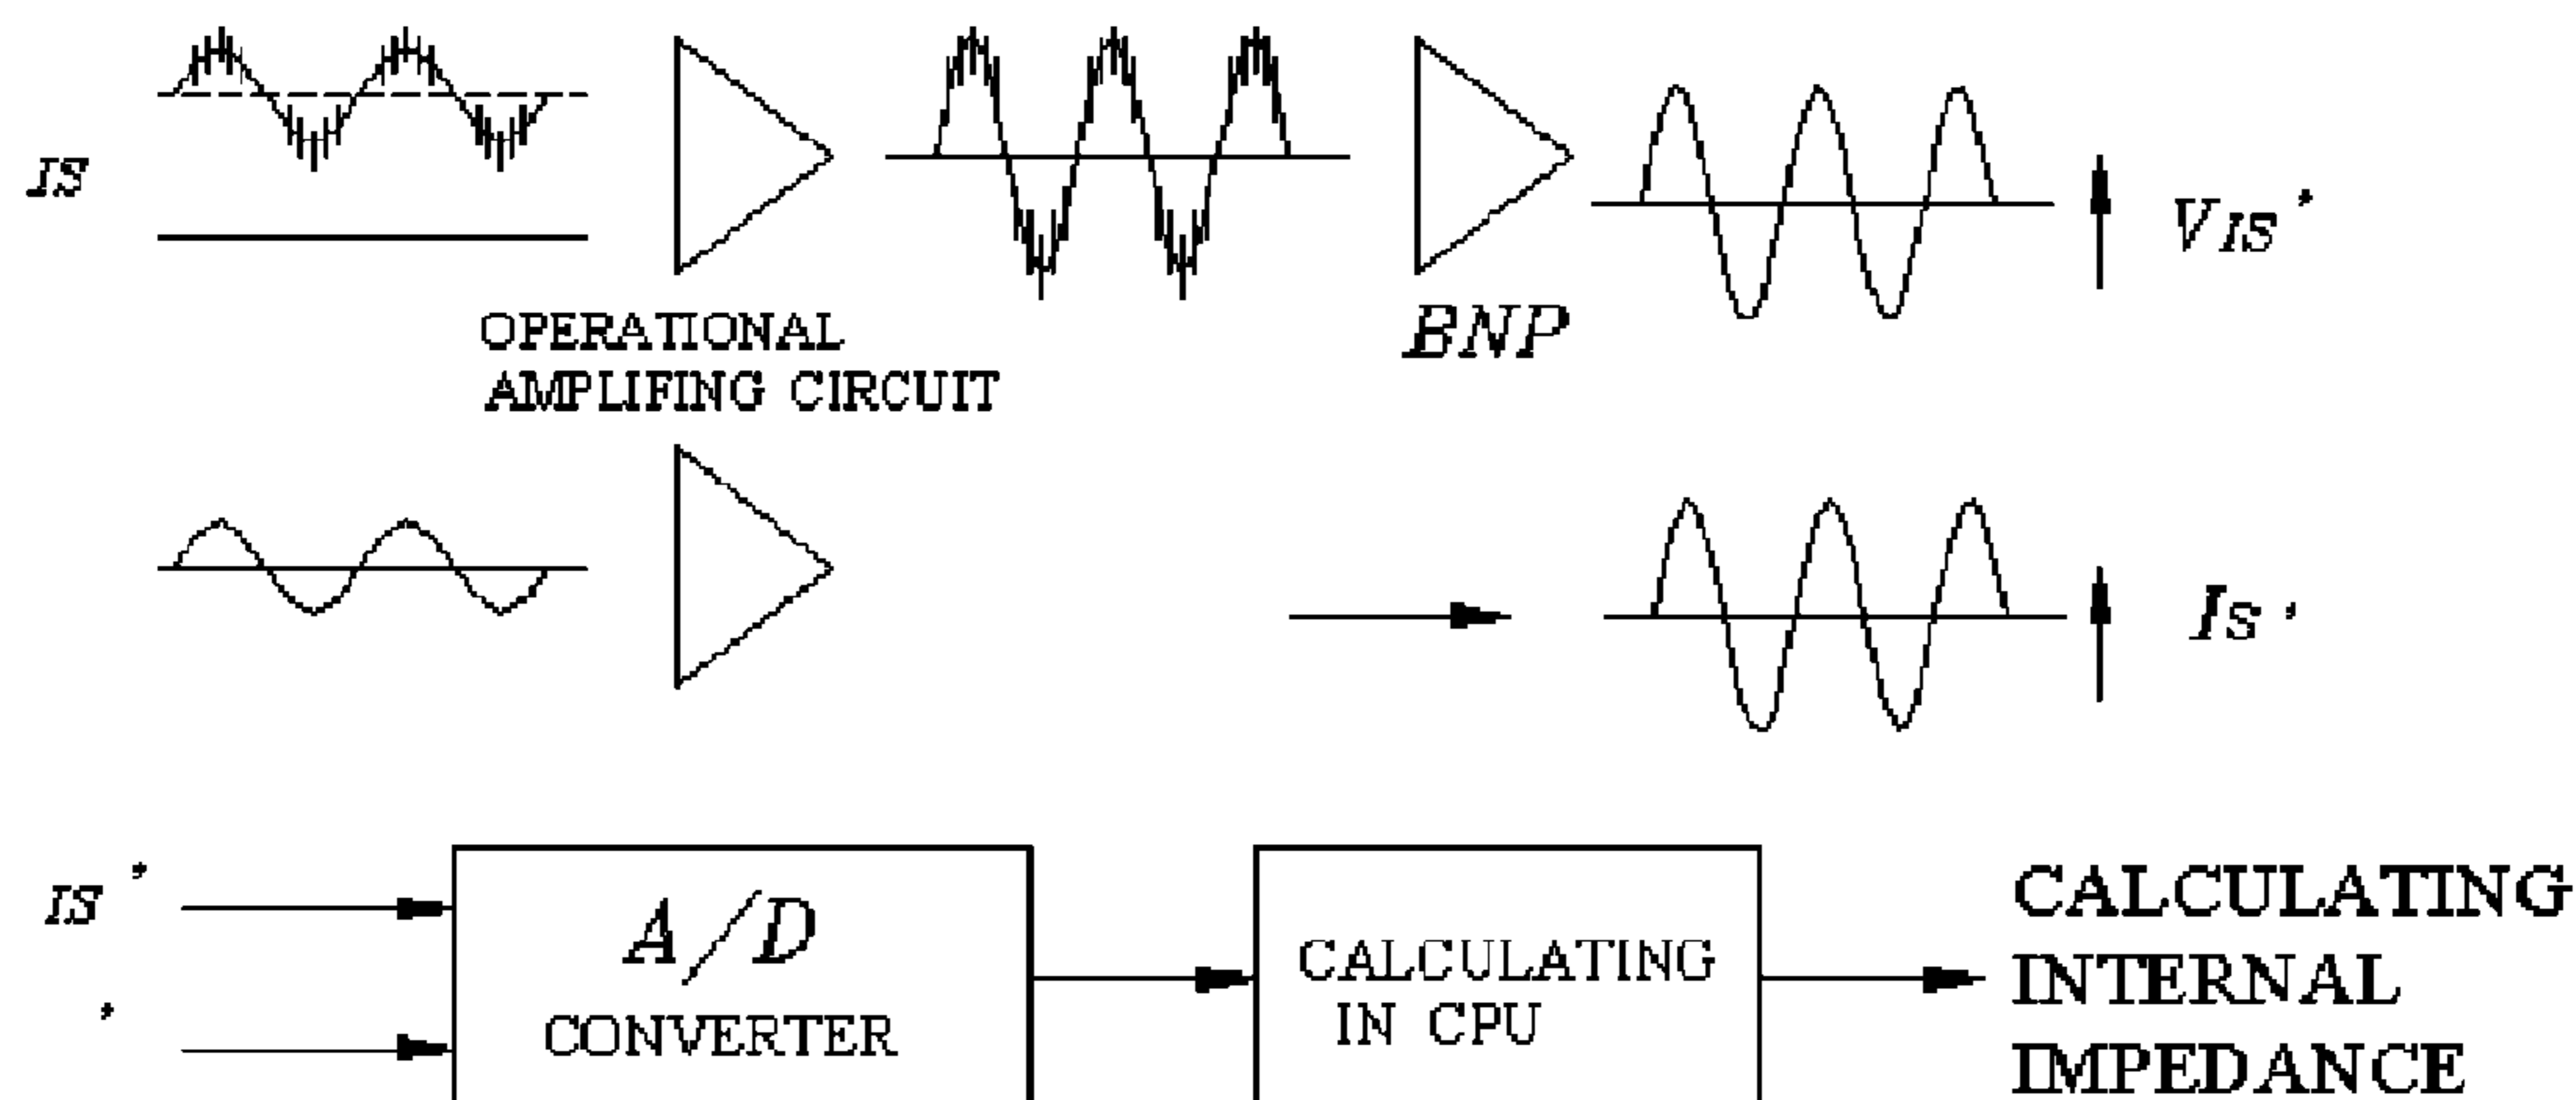 IS
OPERATIONAL
AMPLIFING CIRCUIT
BNP
VIS'
IS'
IS'
'
A/D
CONVERTER
CALCULATING
IN CPU
CALCULATING
INTERNAL
IMPEDANCE